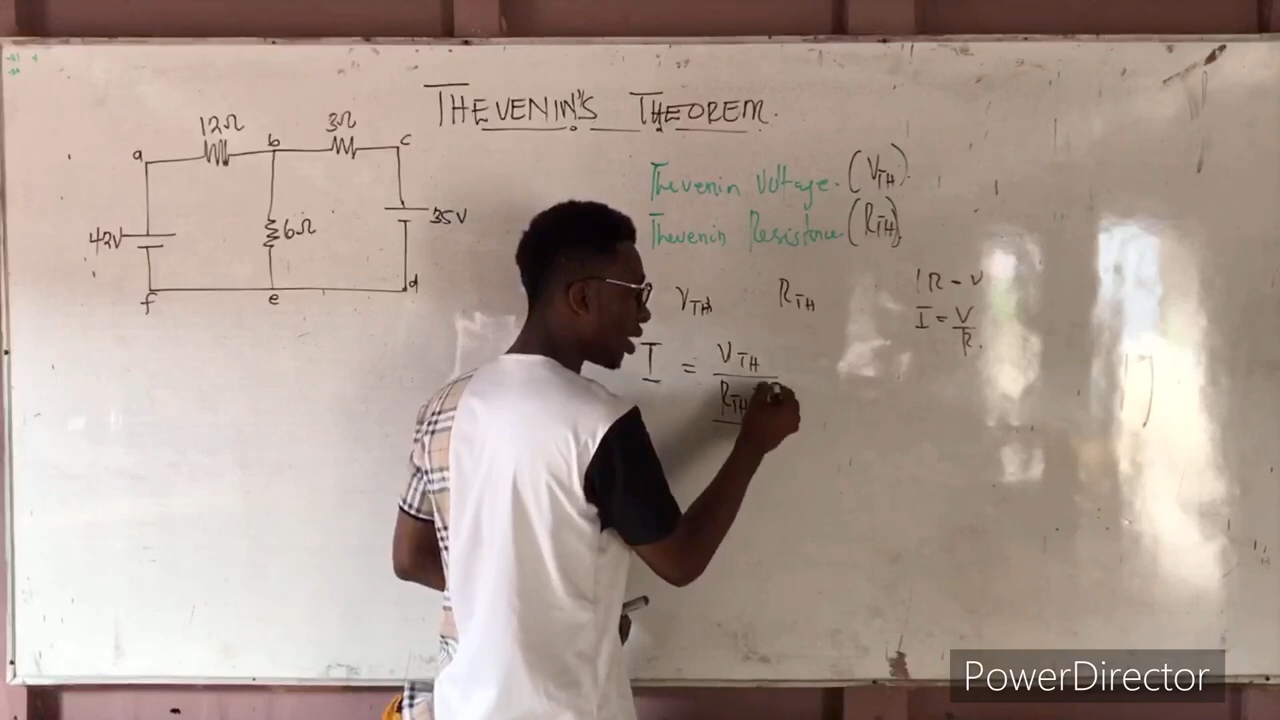 THEVENIN'S THEOREM.
12Ω
3Ω
a
b
c
42V
6Ω
35V
f
e
d
Thevenin Voltage. (VTH).
Thevenin Resistance (RTH).
VTH
RTH
IR = V
I = V
R.
I = VTH
RTH
PowerDirector